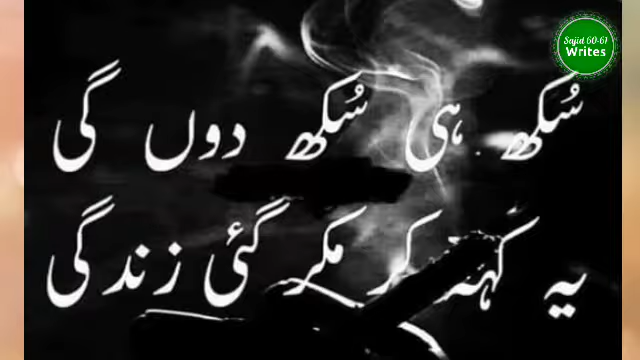 Sajid 60-61
Writes
سُکھ ہی سُکھ دوں گی
یہ کہہ کر مکر گئی زندگی